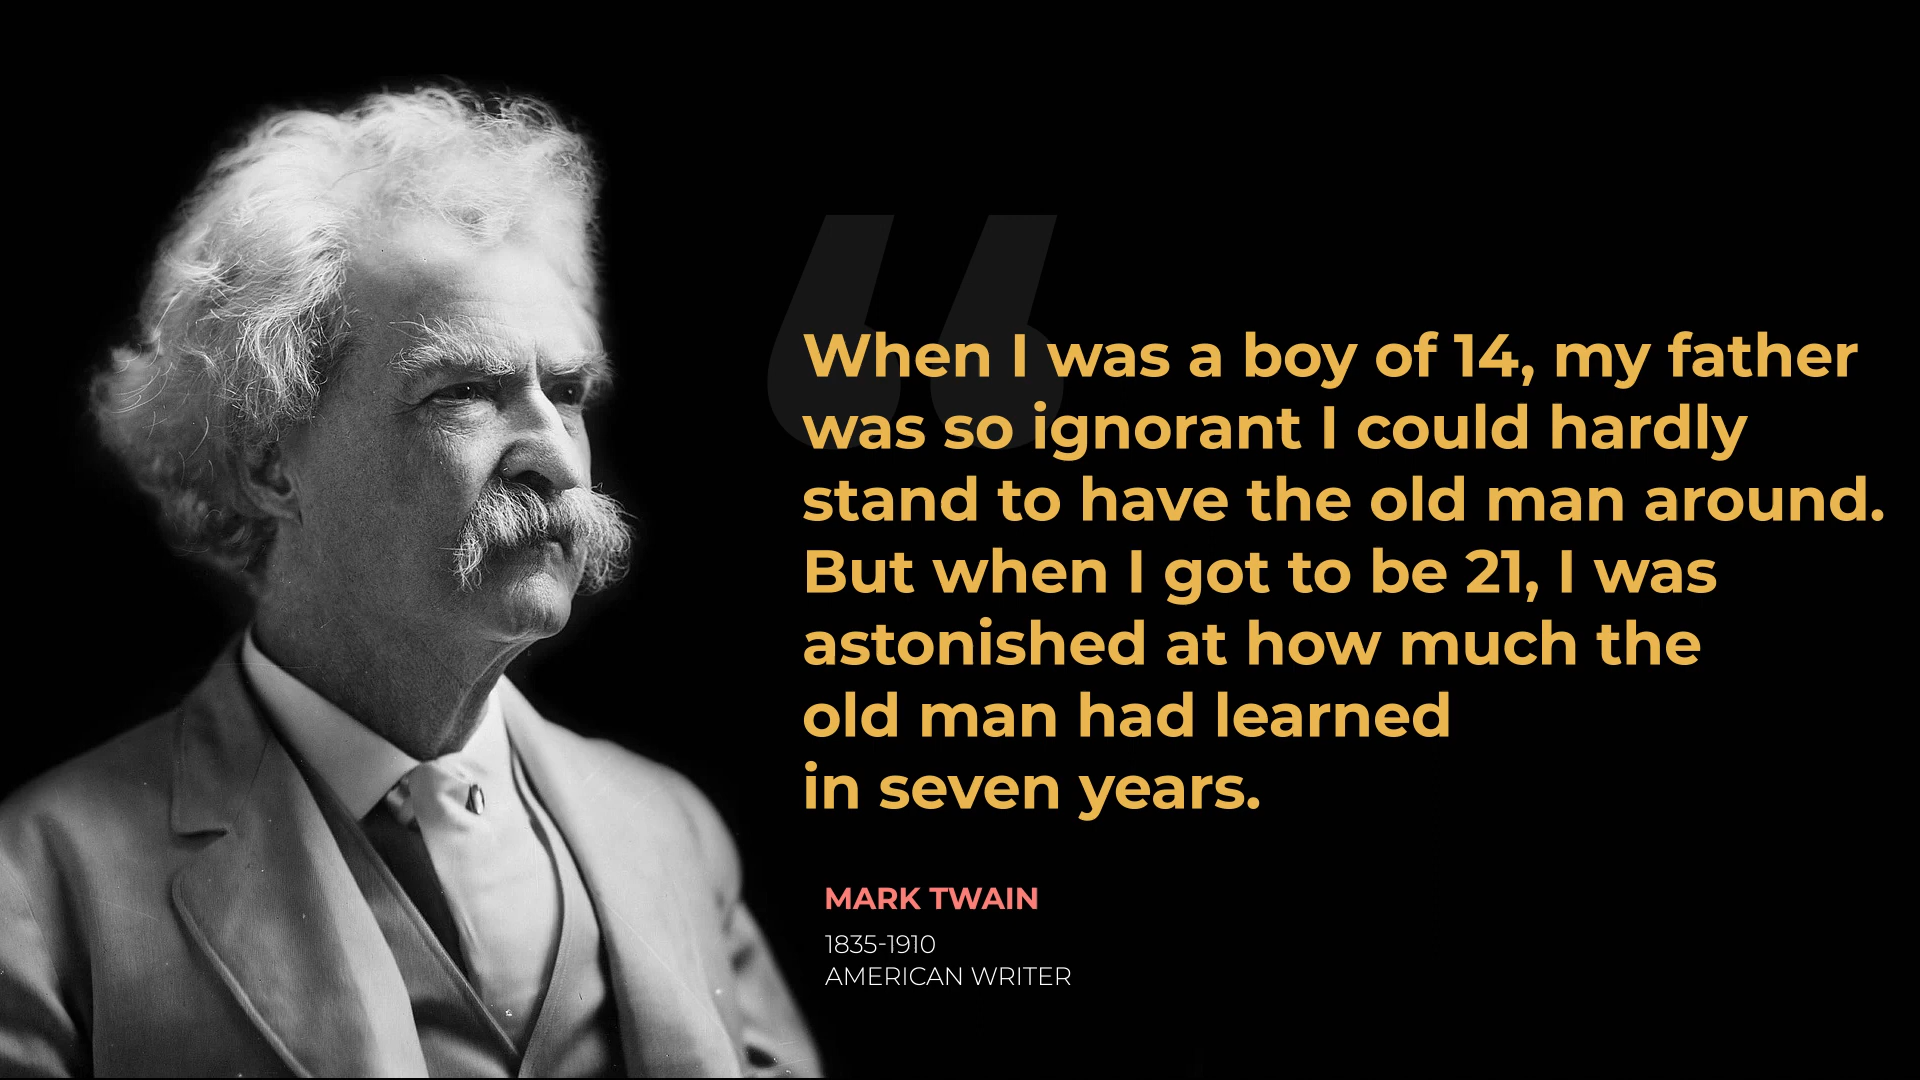 When I was a boy of 14, my father
was so ignorant I could hardly
stand to have the old man around.
But when I got to be 21, I was
astonished at how much the
old man had learned
in seven years.
MARK TWAIN
1835-1910
AMERICAN WRITER